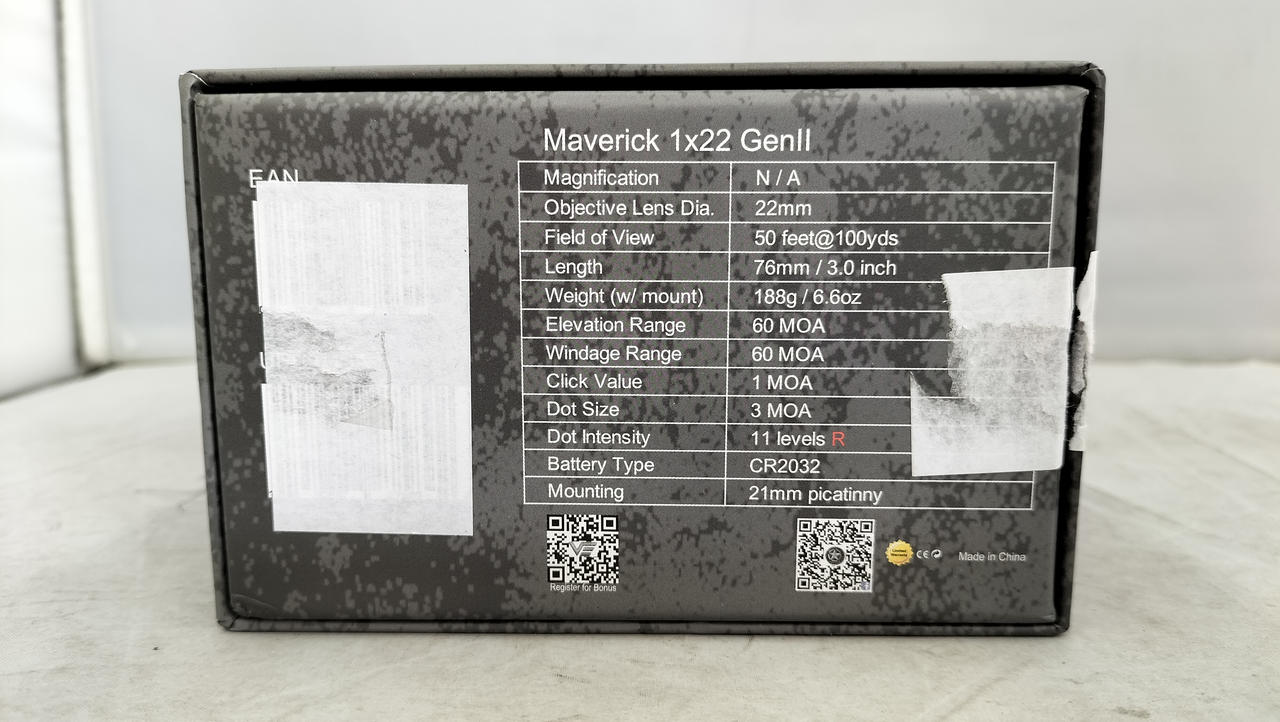 Maverick 1x22 GenII
EAN
Magnification N / A
Objective Lens Dia. 22mm
Field of View 50 feet@100yds
Length 76mm / 3.0 inch
Weight (w/ mount) 188g / 6.6oz
Elevation Range 60 MOA
Windage Range 60 MOA
Click Value 1 MOA
Dot Size 3 MOA
Dot Intensity 11 levels R
Battery Type CR2032
Mounting 21mm picatinny
Register for Bonus
Limited
Warranty
CE
Made in China